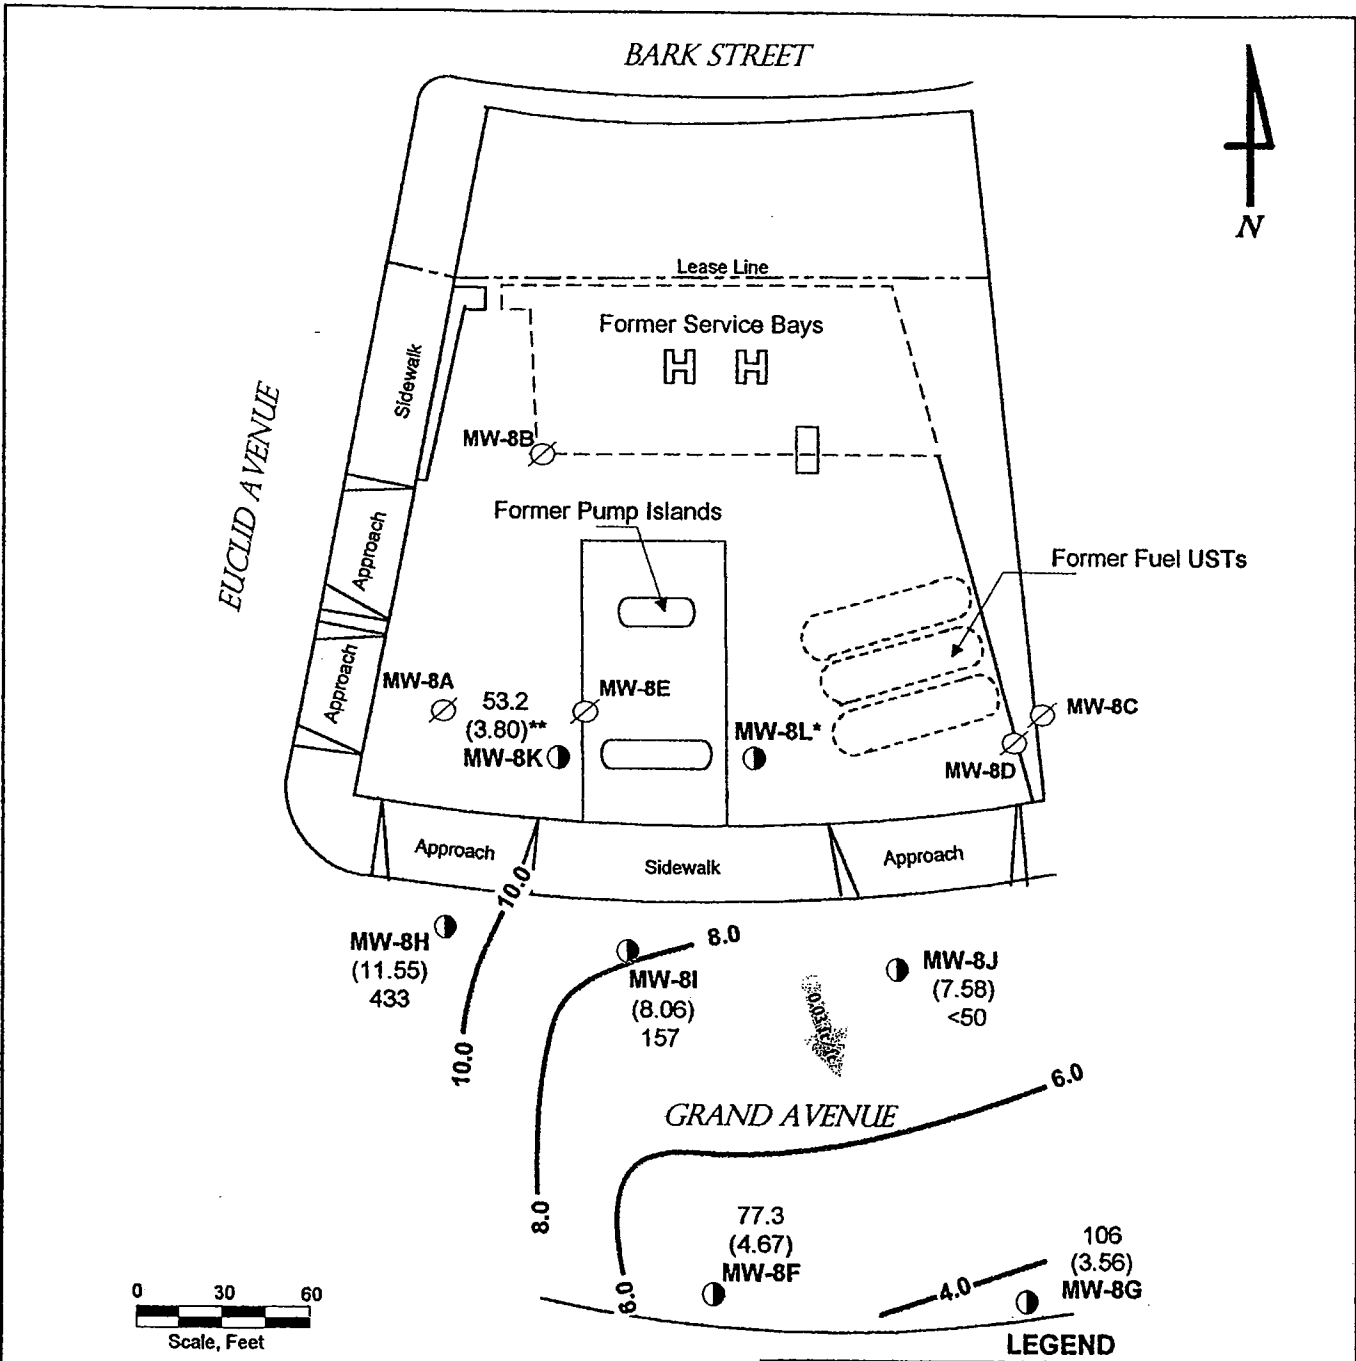 BARK STREET
N
Lease Line
Former Service Bays
Sidewalk
EUCLID AVENUE
MW-8B
Former Pump Islands
Approach
Former Fuel USTs
Approach
MW-8A
53.2
(3.80)**
MW-8K
MW-8E
MW-8L*
MW-8C
MW-8D
Approach
Sidewalk
Approach
10.0
MW-8H
(11.55)
433
8.0
MW-8I
(8.06)
157
MW-8J
(7.58)
<50
10.0
6.0
GRAND AVENUE
8.0
77.3
(4.67)
MW-8F
6.0
106
(3.56)
MW-8G
4.0
0 30 60
Scale, Feet
LEGEND